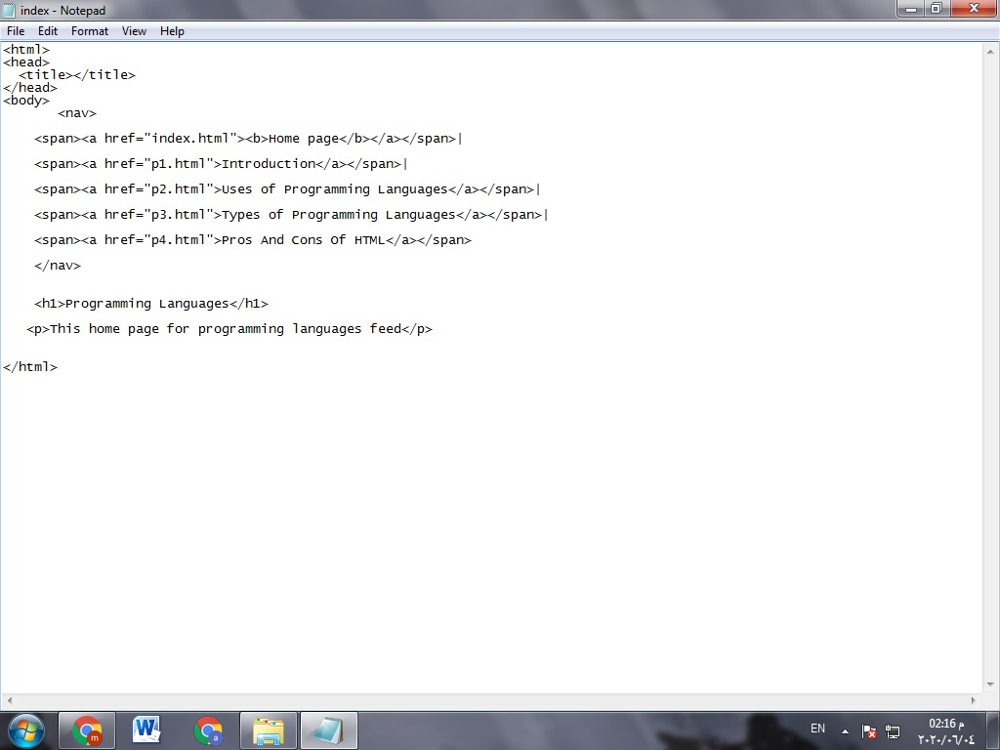 index - Notepad
File Edit Format View Help
<html>
<head>
<title></title>
</head>
<body>
<nav>
<span><a href="index.html"><b>Home page</b></a></span>|
<span><a href="p1.html">Introduction</a></span>|
<span><a href="p2.html">Uses of Programming Languages</a></span>|
<span><a href="p3.html">Types of Programming Languages</a></span>|
<span><a href="p4.html">Pros And Cons Of HTML</a></span>
</nav>
<h1>Programming Languages</h1>
<p>This home page for programming languages feed</p>
</html>
m
W
a
EN
02:16 م
٢٠٢٠/٠٦/٠٤